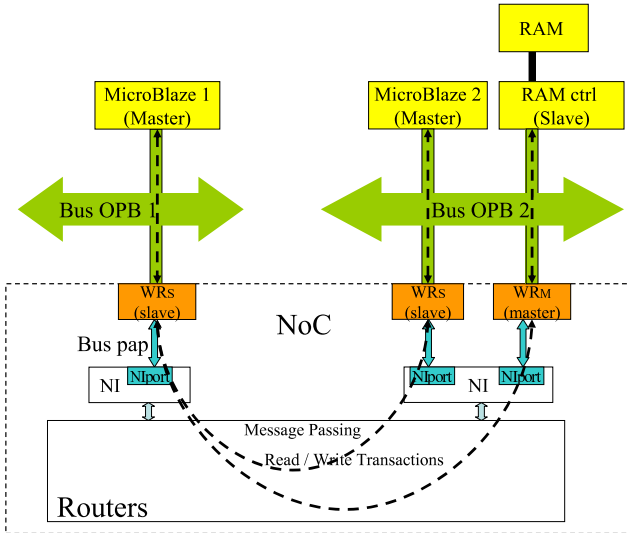 RAM
MicroBlaze 1
(Master)
MicroBlaze 2
(Master)
RAM ctrl
(Slave)
Bus OPB 1
Bus OPB 2
WRS
(slave)
WRS
(slave)
WRM
(master)
NoC
Bus pap
NIport
NI
NIport
NI
NIport
Message Passing
Read / Write Transactions
Routers